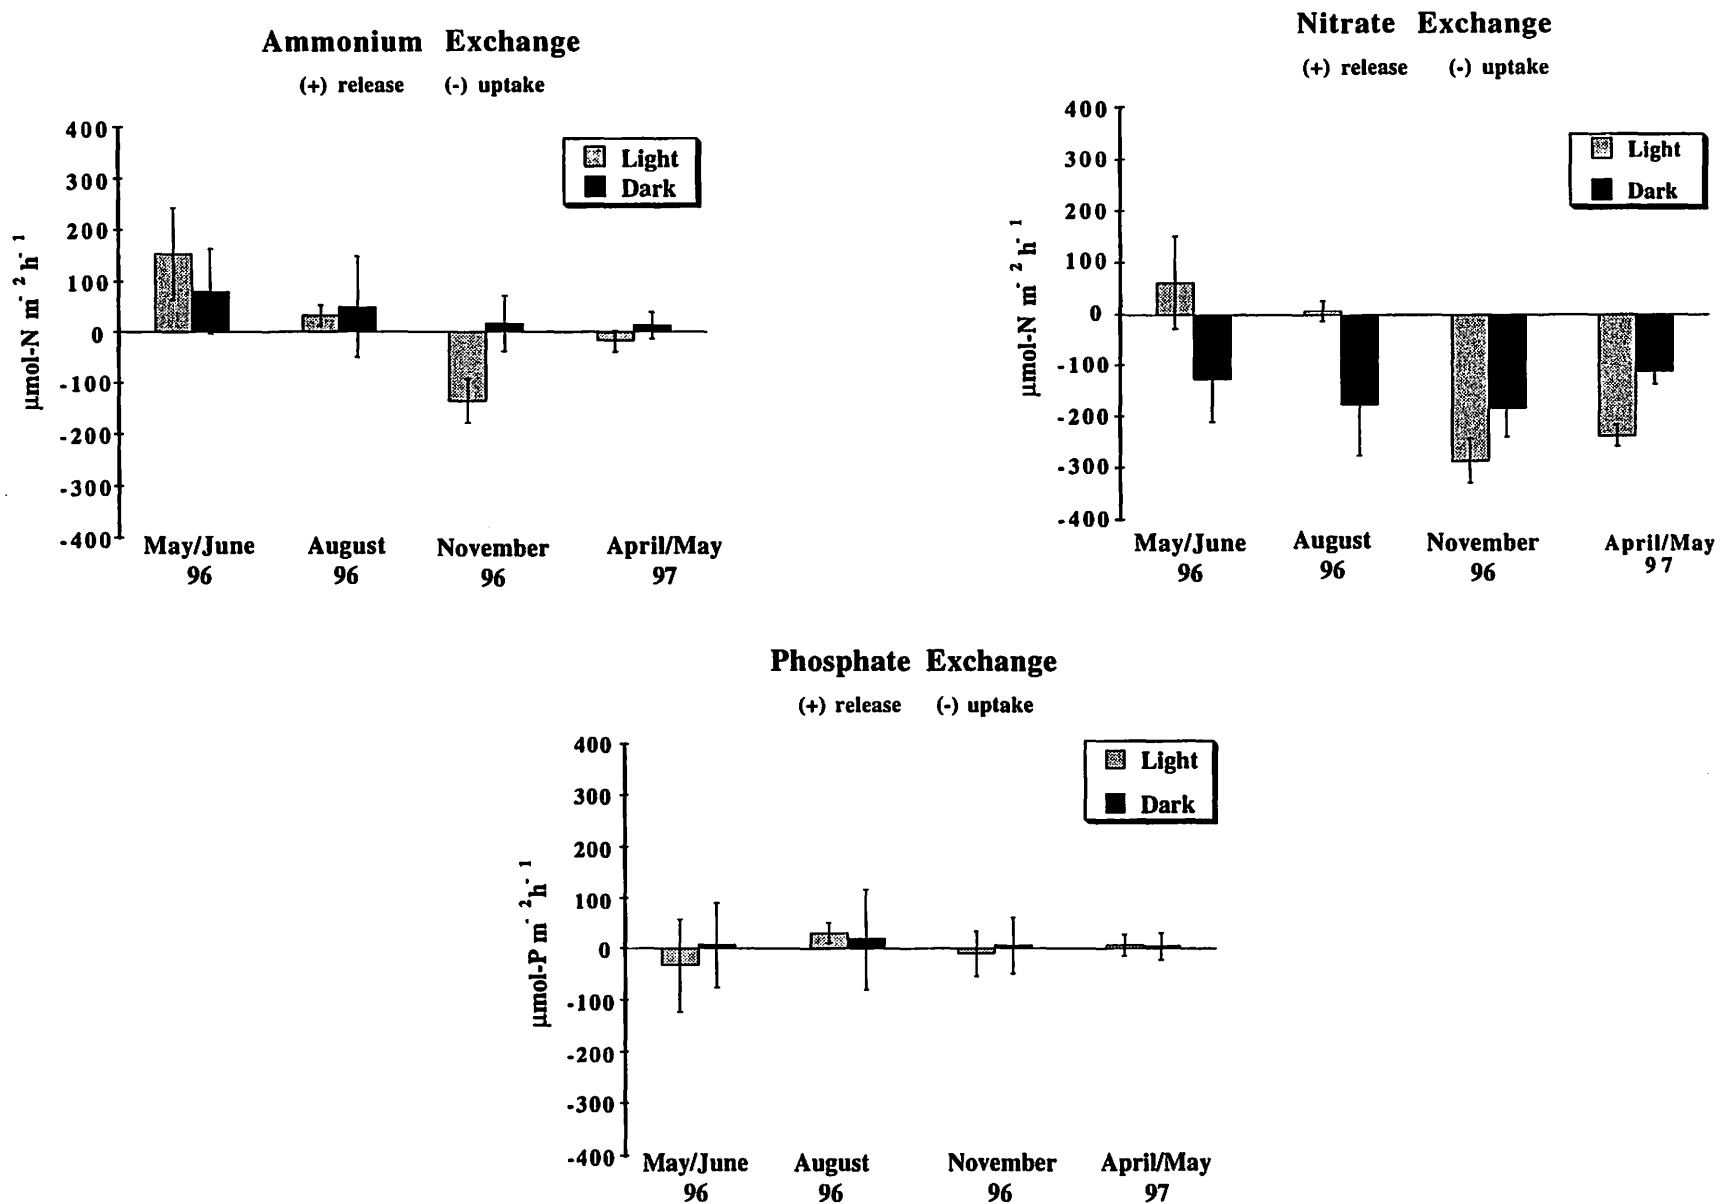 Ammonium Exchange
(+) release (-) uptake
400
300
200
100
0
-100
-200
-300
-400
µmol-N m-2 h-1
Light
Dark
May/June August November April/May
96 96 96 97
Nitrate Exchange
(+) release (-) uptake
400
300
200
100
0
-100
-200
-300
-400
µmol-N m-2 h-1
Light
Dark
May/June August November April/May
96 96 96 97
Phosphate Exchange
(+) release (-) uptake
400
300
200
100
0
-100
-200
-300
-400
µmol-P m-2h-1
Light
Dark
May/June August November April/May
96 96 96 97